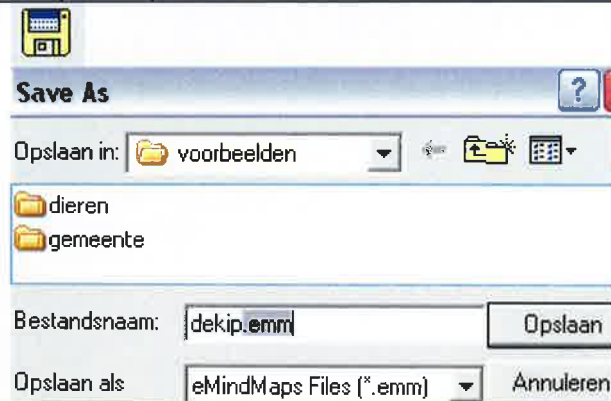 Save As
?
Opslaan in: voorbeelden
dieren
gemeente
Bestandsnaam: dekip.emm Opslaan
Opslaan als eMindMaps Files (*.emm) Annuleren